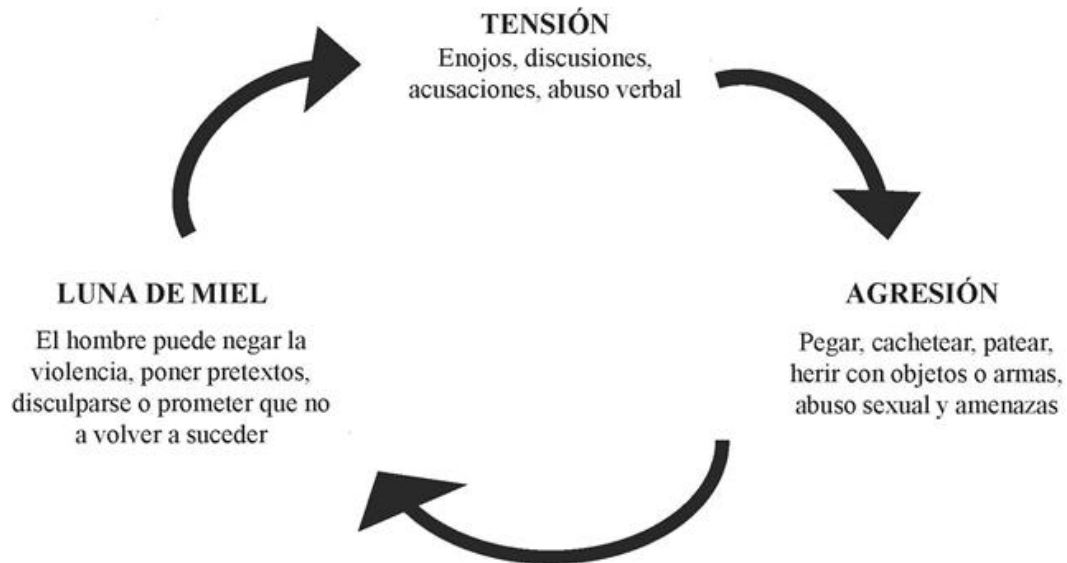 TENSIÓN
Enojos, discusiones,
acusaciones, abuso verbal
LUNA DE MIEL
El hombre puede negar la
violencia, poner pretextos,
disculparse o prometer que no
a volver a suceder
AGRESIÓN
Pegar, cachetear, patear,
herir con objetos o armas,
abuso sexual y amenazas